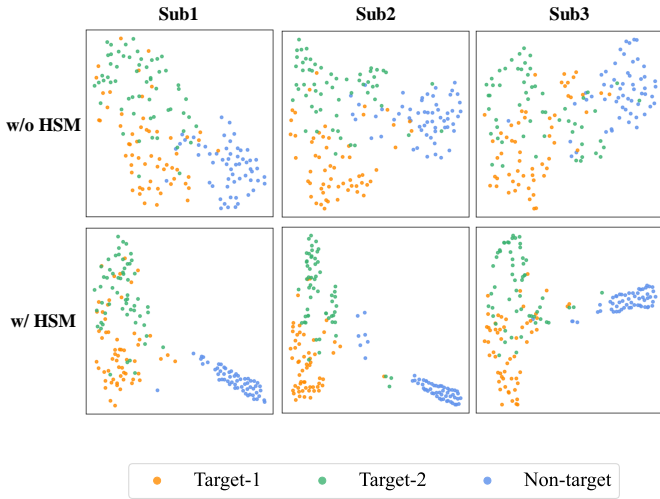 Sub1 Sub2 Sub3
w/o HSM
w/ HSM
Target-1 Target-2 Non-target